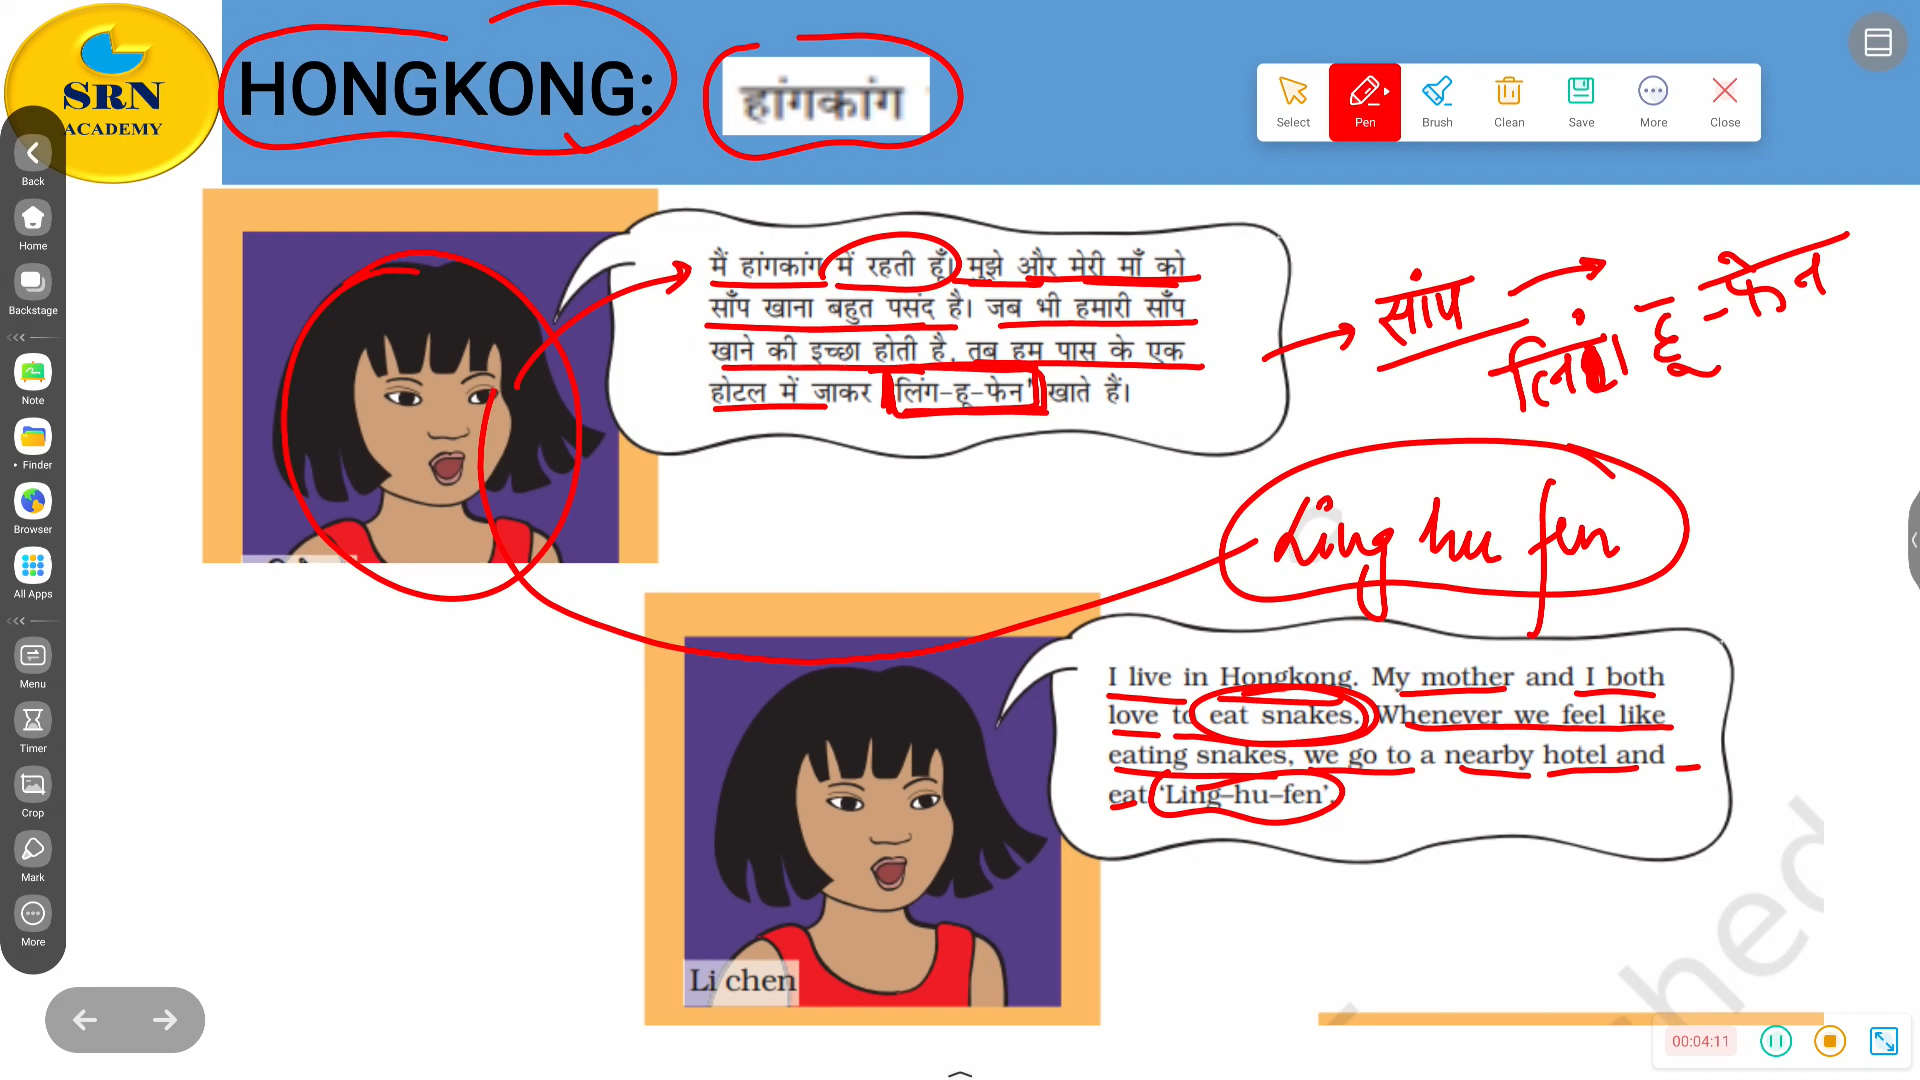 SRN
ACADEMY
HONGKONG:
हांगकांग
Select
Pen
Brush
Clean
Save
More
Close
Back
Home
Backstage
Note
Finder
Browser
All Apps
Menu
Timer
Crop
Mark
More
मैं हांगकांग में रहती हूँ। मुझे और मेरी माँ को
साँप खाना बहुत पसंद है। जब भी हमारी साँप
खाने की इच्छा होती है, तब हम पास के एक
होटल में जाकर 'लिंग-हू-फेन' खाते हैं।
सांप
लिंग हू-फेन
Ling hu fen
I live in Hongkong. My mother and I both
love to eat snakes. Whenever we feel like
eating snakes, we go to a nearby hotel and
eat 'Ling-hu-fen'.
Li chen
00:04:11